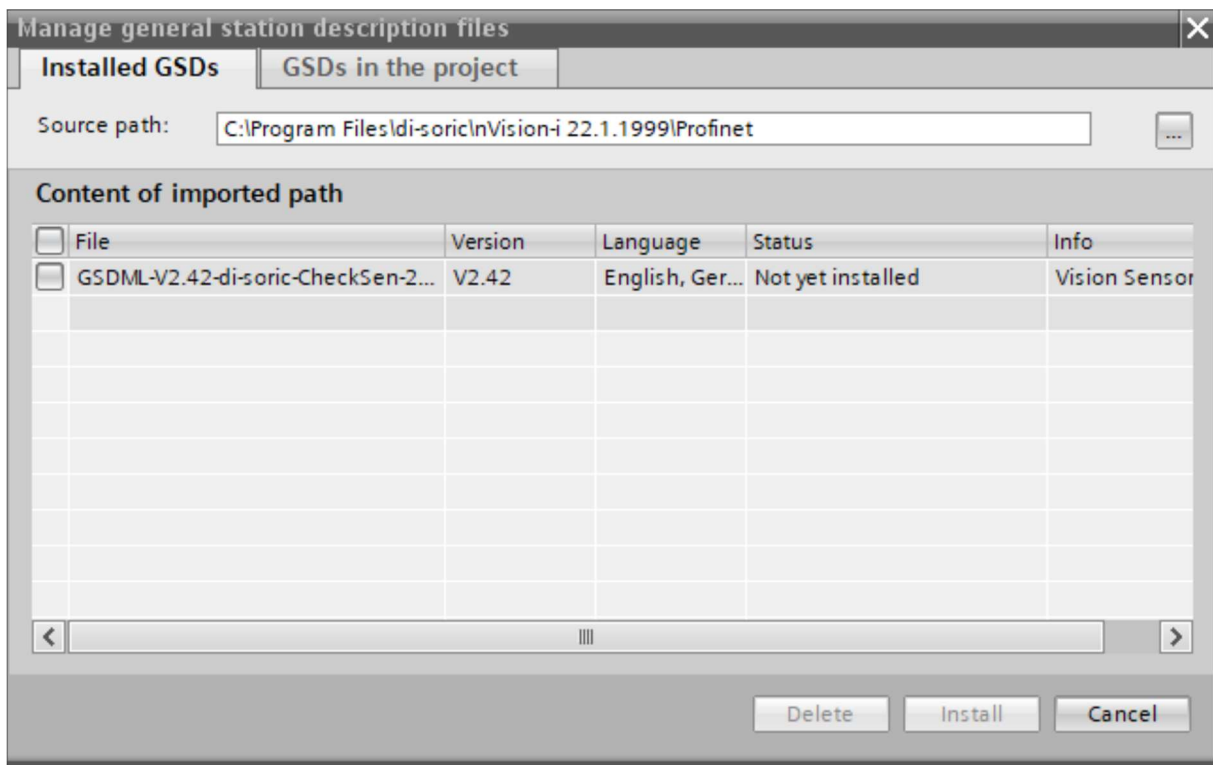 Manage general station description files
Installed GSDs GSDs in the project
Source path: C:\Program Files\di-soric\nVision-i 22.1.1999\Profinet ...
Content of imported path
File Version Language Status Info
GSDML-V2.42-di-soric-CheckSen-2... V2.42 English, Ger... Not yet installed Vision Sensor
Delete Install Cancel